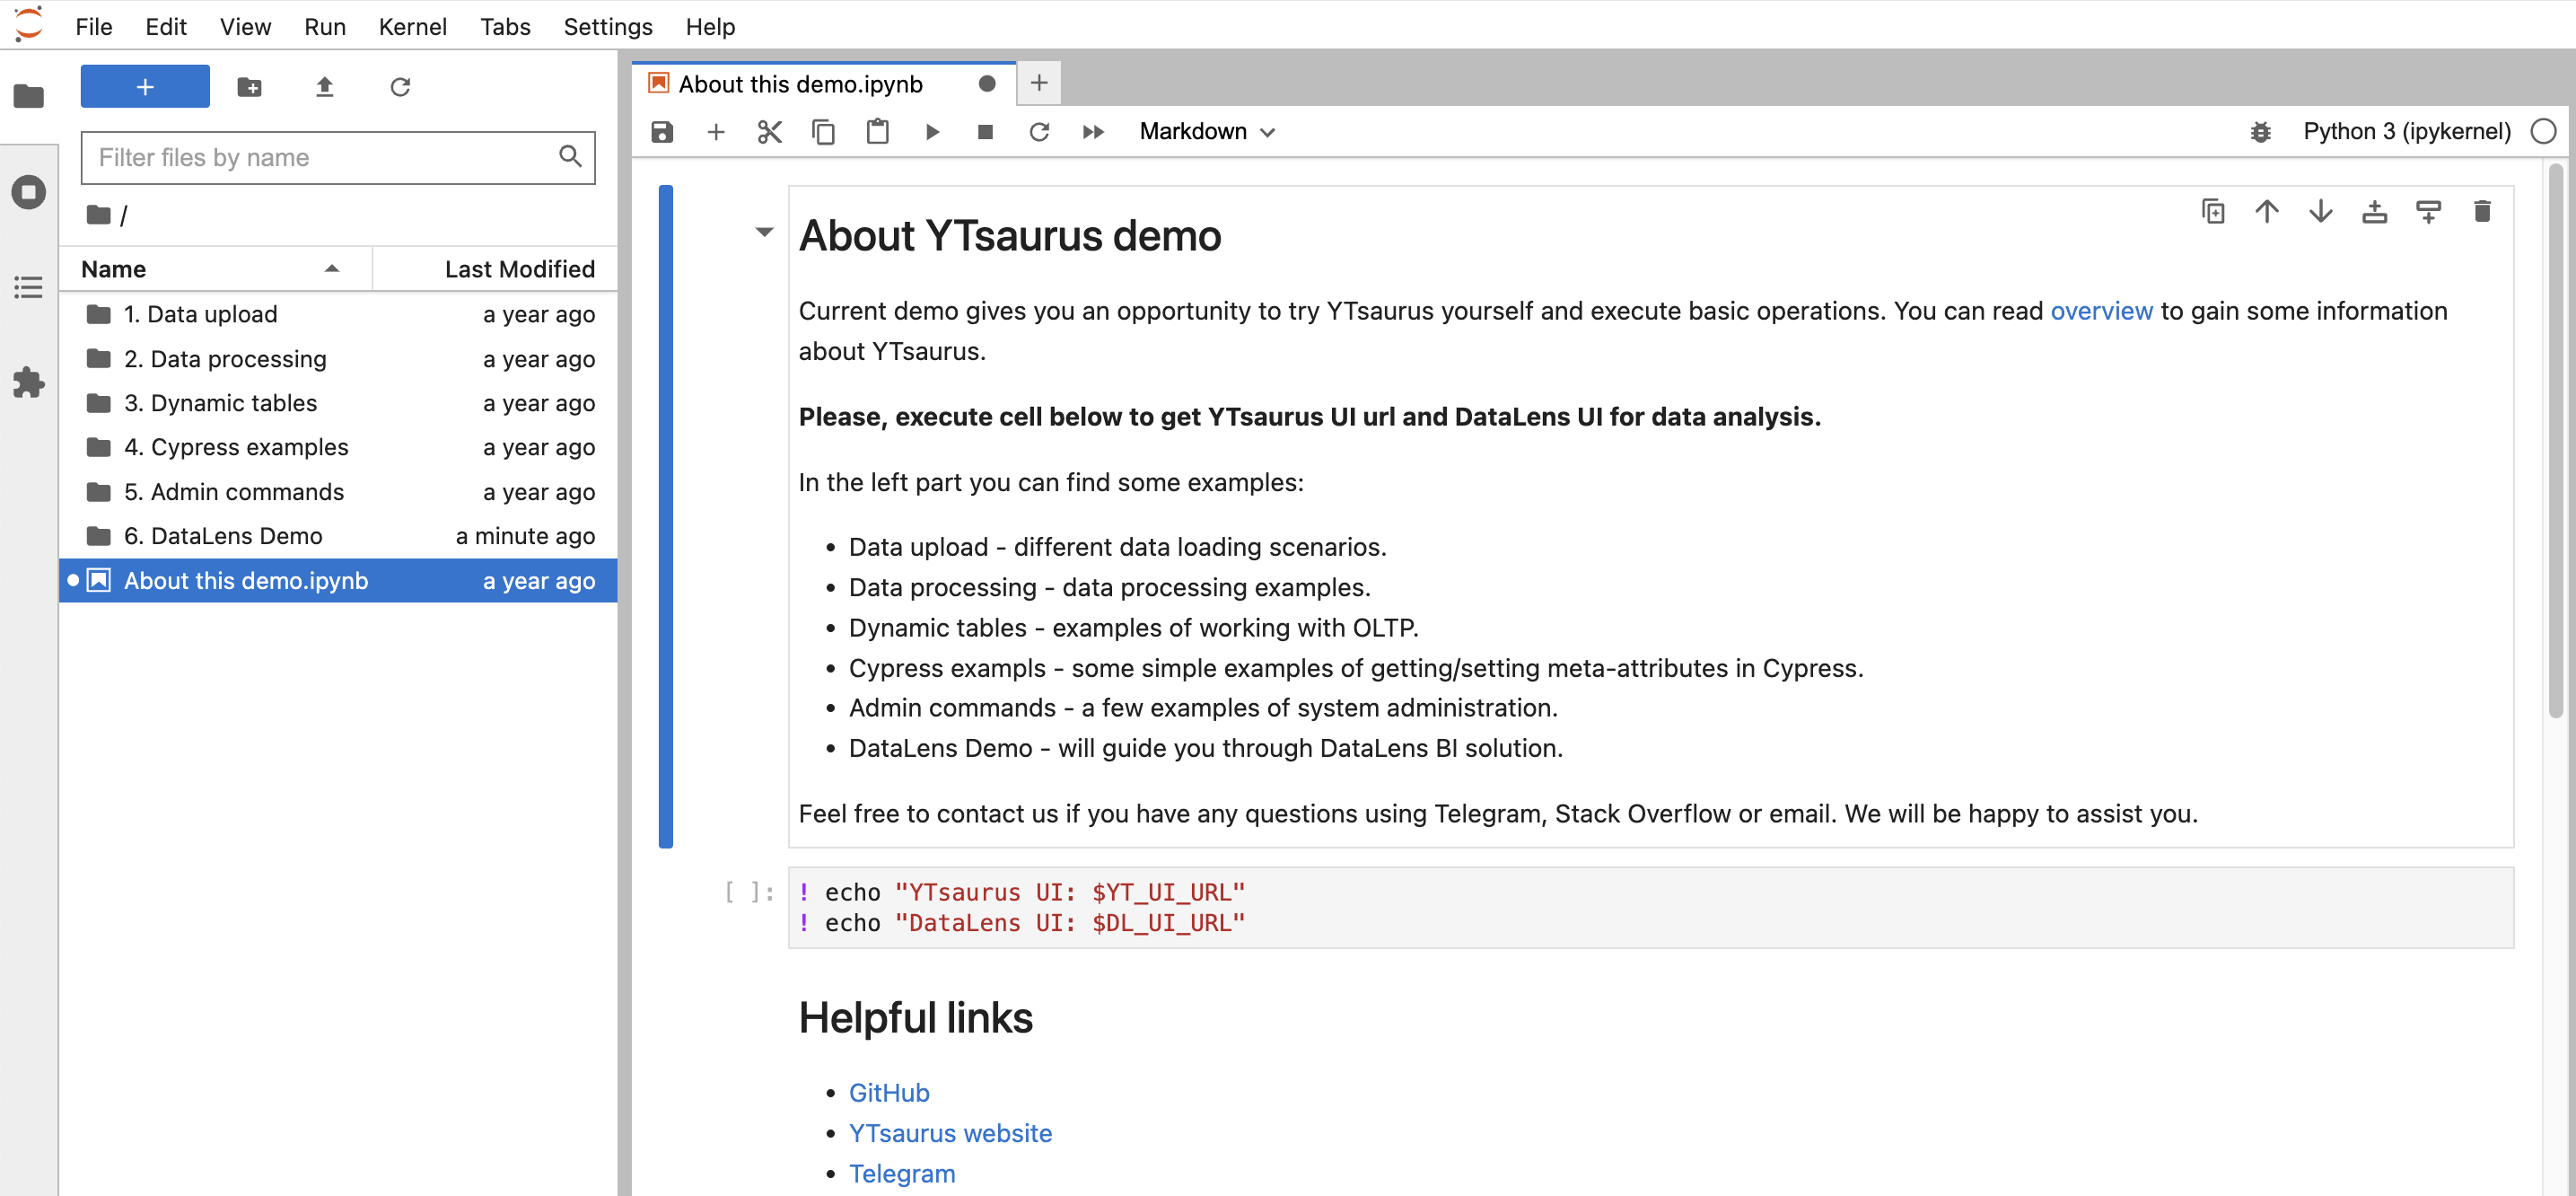 File Edit View Run Kernel Tabs Settings Help
Filter files by name
/
Name Last Modified
1. Data upload a year ago
2. Data processing a year ago
3. Dynamic tables a year ago
4. Cypress examples a year ago
5. Admin commands a year ago
6. DataLens Demo a minute ago
About this demo.ipynb a year ago
About this demo.ipynb
Markdown Python 3 (ipykernel)
About YTsaurus demo
Current demo gives you an opportunity to try YTsaurus yourself and execute basic operations. You can read overview to gain some information
about YTsaurus.
Please, execute cell below to get YTsaurus UI url and DataLens UI for data analysis.
In the left part you can find some examples:
• Data upload - different data loading scenarios.
• Data processing - data processing examples.
• Dynamic tables - examples of working with OLTP.
• Cypress exampls - some simple examples of getting/setting meta-attributes in Cypress.
• Admin commands - a few examples of system administration.
• DataLens Demo - will guide you through DataLens BI solution.
Feel free to contact us if you have any questions using Telegram, Stack Overflow or email. We will be happy to assist you.
[ ]: ! echo "YTsaurus UI: $YT_UI_URL"
! echo "DataLens UI: $DL_UI_URL"
Helpful links
• GitHub
• YTsaurus website
• Telegram